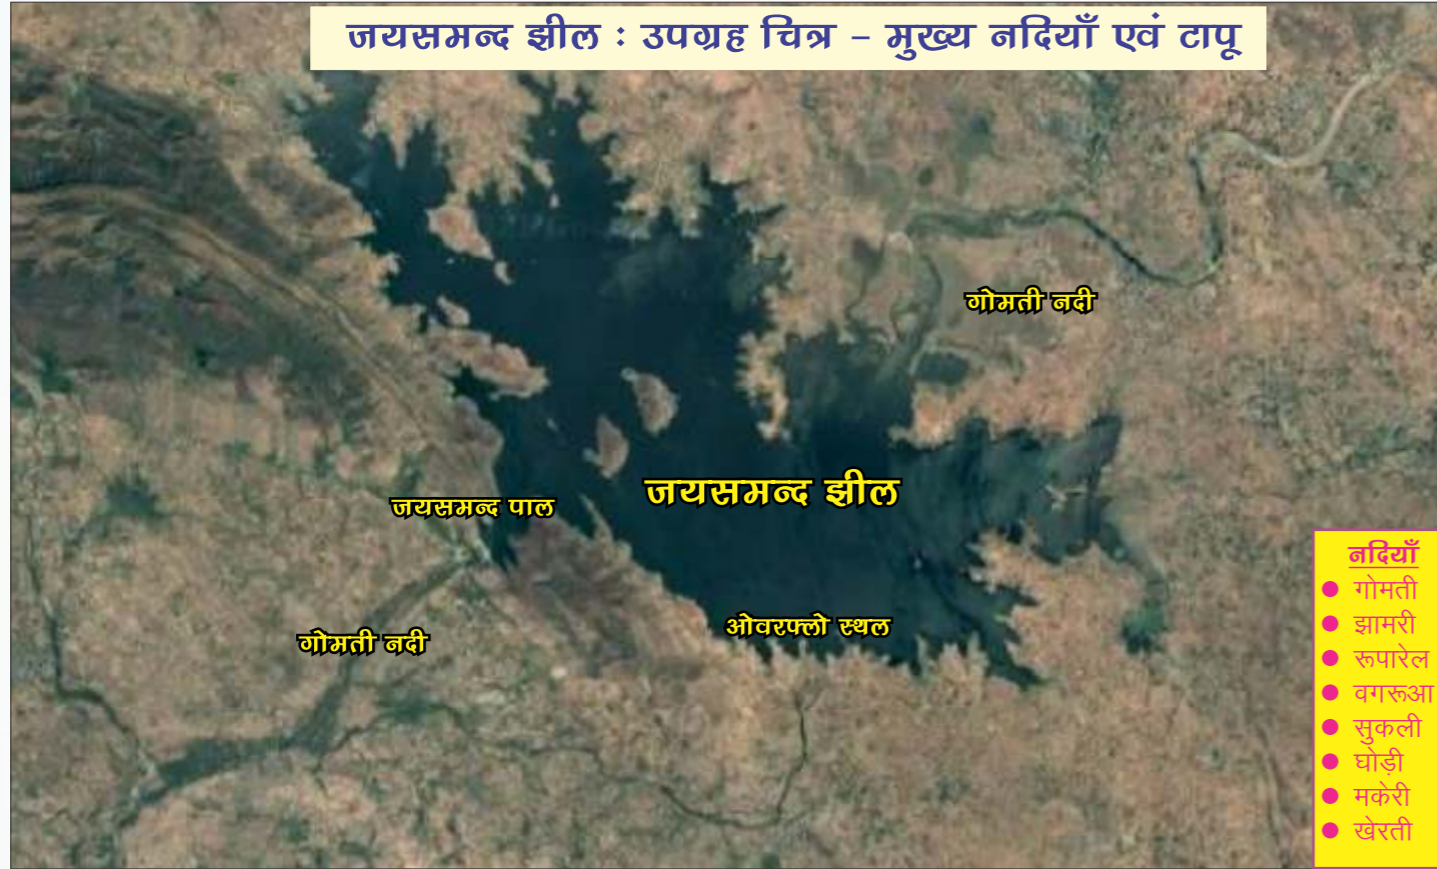 जयसमन्द झील : उपग्रह चित्र - मुख्य नदियाँ एवं टापू
गोमती नदी
जयसमन्द झील
जयसमन्द पाल
ओवरफ्लो स्थल
गोमती नदी
नदियाँ
● गोमती
● झामरी
● रूपारेल
● वगरूआ
● सुकली
● घोड़ी
● मकेरी
● खेरती